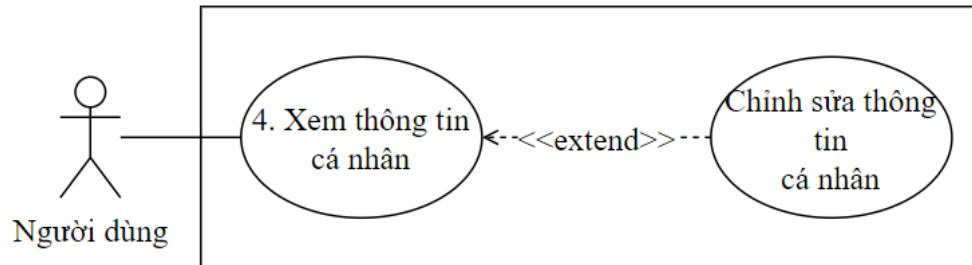 4. Xem thông tin
cá nhân
<<extend>>
Chỉnh sửa thông
tin
cá nhân
Người dùng